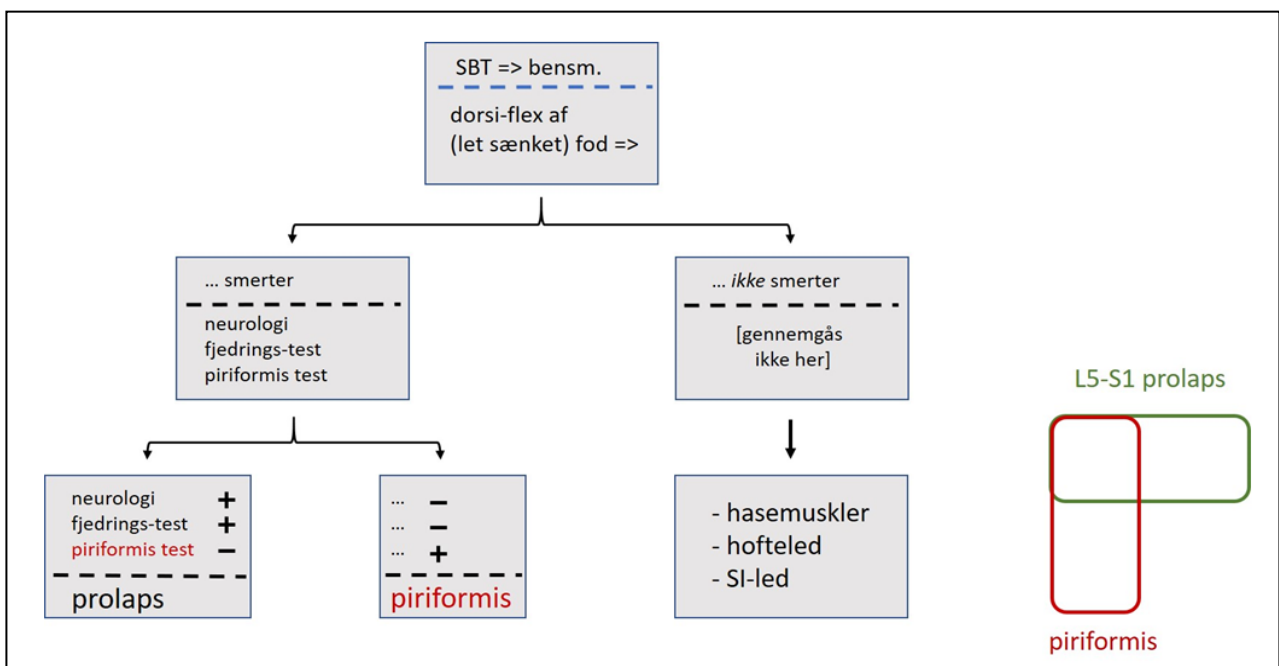 SBT => bensm.
dorsi-flex af
(let sænket) fod =>
... smerter
neurologi
fjedrings-test
piriformis test
... ikke smerter
[gennemgås
ikke her]
neurologi +
fjedrings-test +
piriformis test −
prolaps
... −
... −
... +
piriformis
- hasemuskler
- hofteled
- SI-led
L5-S1 prolaps
piriformis